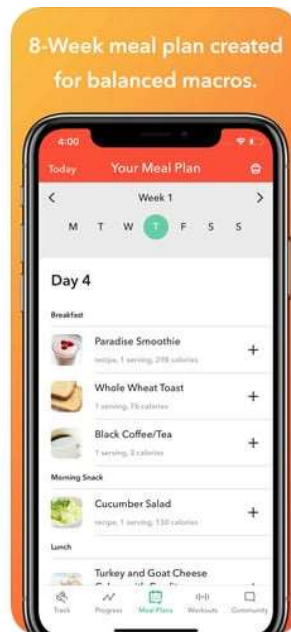 8-Week meal plan created
for balanced macros.
4:00
Today Your Meal Plan
Week 1
M T W T F S S
Day 4
Breakfast
Paradise Smoothie
recipe, 1 serving, 298 calories
Whole Wheat Toast
1 serving, 76 calories
Black Coffee/Tea
1 serving, 2 calories
Morning Snack
Cucumber Salad
recipe, 1 serving, 130 calories
Lunch
Turkey and Goat Cheese
Track Progress Meal Plans Workouts Community